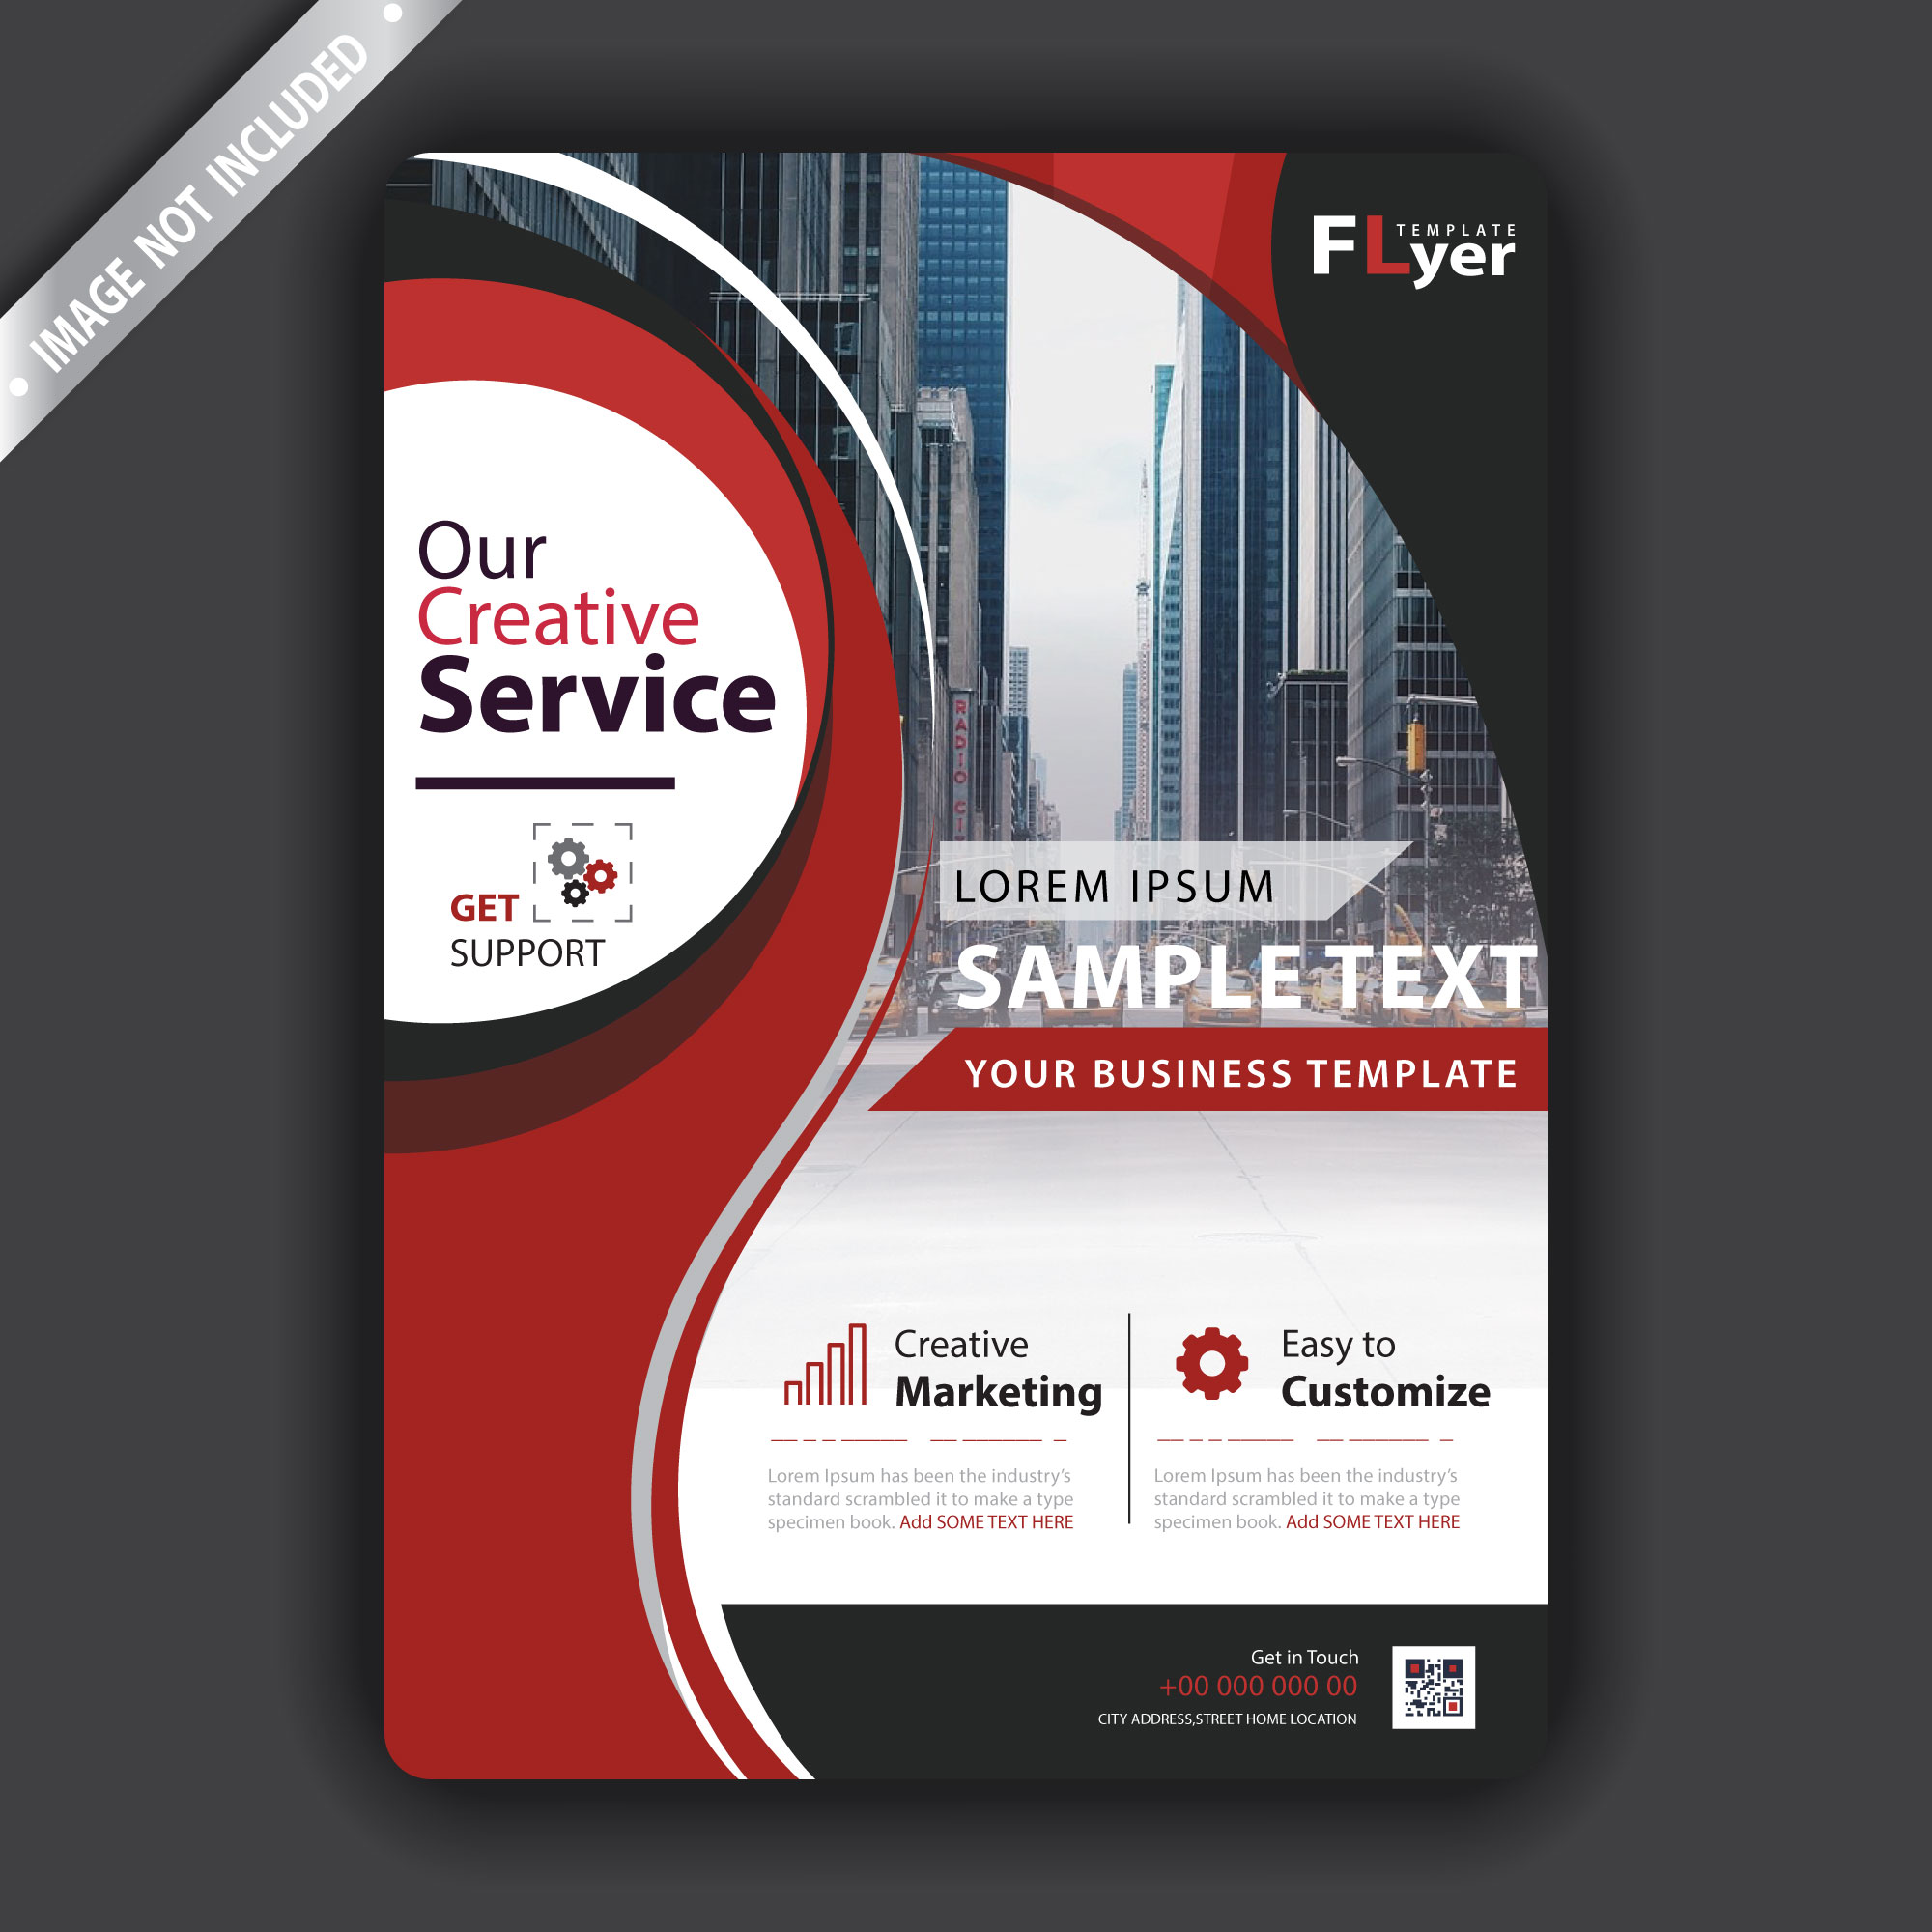 IMAGE NOT INCLUDED
TEMPLATE
FLyer
Our
Creative
Service
GET
SUPPORT
RADIO CI
LOREM IPSUM
SAMPLE TEXT
YOUR BUSINESS TEMPLATE
Creative
Marketing
Lorem Ipsum has been the industry's
standard scrambled it to make a type
specimen book. Add SOME TEXT HERE
Easy to
Customize
Lorem Ipsum has been the industry's
standard scrambled it to make a type
specimen book. Add SOME TEXT HERE
Get in Touch
+00 000 000 00
CITY ADDRESS,STREET HOME LOCATION